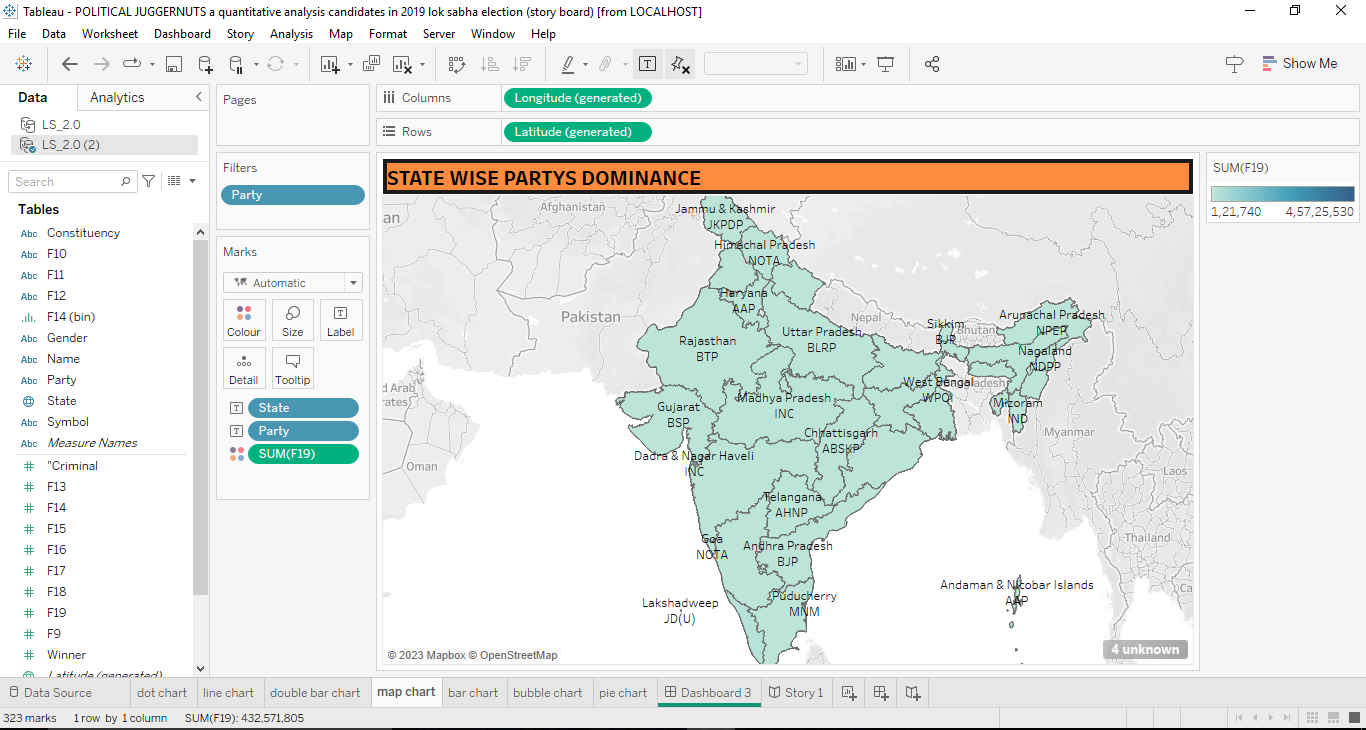 Tableau - POLITICAL JUGGERNUTS a quantitative analysis candidates in 2019 lok sabha election (story board) [from LOCALHOST]
File Data Worksheet Dashboard Story Analysis Map Format Server Window Help
Show Me
Data Analytics
LS_2.0
LS_2.0 (2)
Search
Tables
Abc Constituency
Abc F10
Abc F11
Abc F12
F14 (bin)
Abc Gender
Abc Name
Abc Party
State
Abc Symbol
Abc Measure Names
"Criminal
F13
F14
F15
F16
F17
F18
F19
F9
Winner
Latitude (generated)
Pages
Filters
Party
Marks
Automatic
Colour Size Label
Detail Tooltip
State
Party
SUM(F19)
Columns Longitude (generated)
Rows Latitude (generated)
STATE WISE PARTYS DOMINANCE
Afghanistan
Jammu & Kashmir
JKPDP
Himachal Pradesh
NOTA
Haryana
AAP
Pakistan
Nepal
Arunachal Pradesh
NPEP
Sikkim
BJP
Bhutan
Uttar Pradesh
BLRP
Rajasthan
BTP
Nagaland
NDPP
West Bengal
WPOI
Madhya Pradesh
INC
Gujarat
BSP
Mizoram
IND
Chhattisgarh
ABSKP
Myanmar
Dadra & Nagar Haveli
INC
Oman
Laos
Telangana
AHNP
Goa
NOTA
Andhra Pradesh
BJP
Thailand
Andaman & Nicobar Islands
AAP
Lakshadweep
JD(U)
Puducherry
MNM
© 2023 Mapbox © OpenStreetMap
4 unknown
SUM(F19)
1,21,740 4,57,25,530
Data Source dot chart line chart double bar chart map chart bar chart bubble chart pie chart Dashboard 3 Story 1
323 marks 1 row by 1 column SUM(F19): 432,571,805